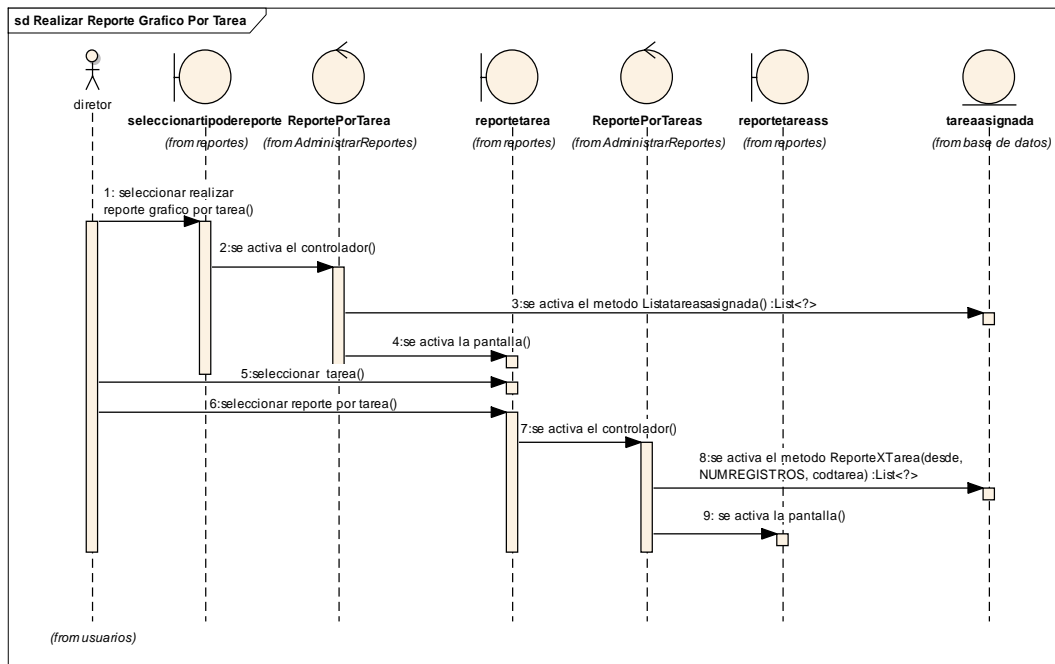 sd Realizar Reporte Grafico Por Tarea
diretor
seleccionartipodereporte
(from reportes)
ReportePorTarea
(from AdministrarReportes)
reportetarea
(from reportes)
ReportePorTareas
(from AdministrarReportes)
reportetareass
(from reportes)
tareaasignada
(from base de datos)
1: seleccionar realizar
reporte grafico por tarea()
2:se activa el controlador()
3:se activa el metodo Listatareasasignada() :List<?>
4:se activa la pantalla()
5:seleccionar tarea()
6:seleccionar reporte por tarea()
7:se activa el controlador()
8:se activa el metodo ReporteXTarea(desde,
NUMREGISTROS, codtarea) :List<?>
9: se activa la pantalla()
(from usuarios)